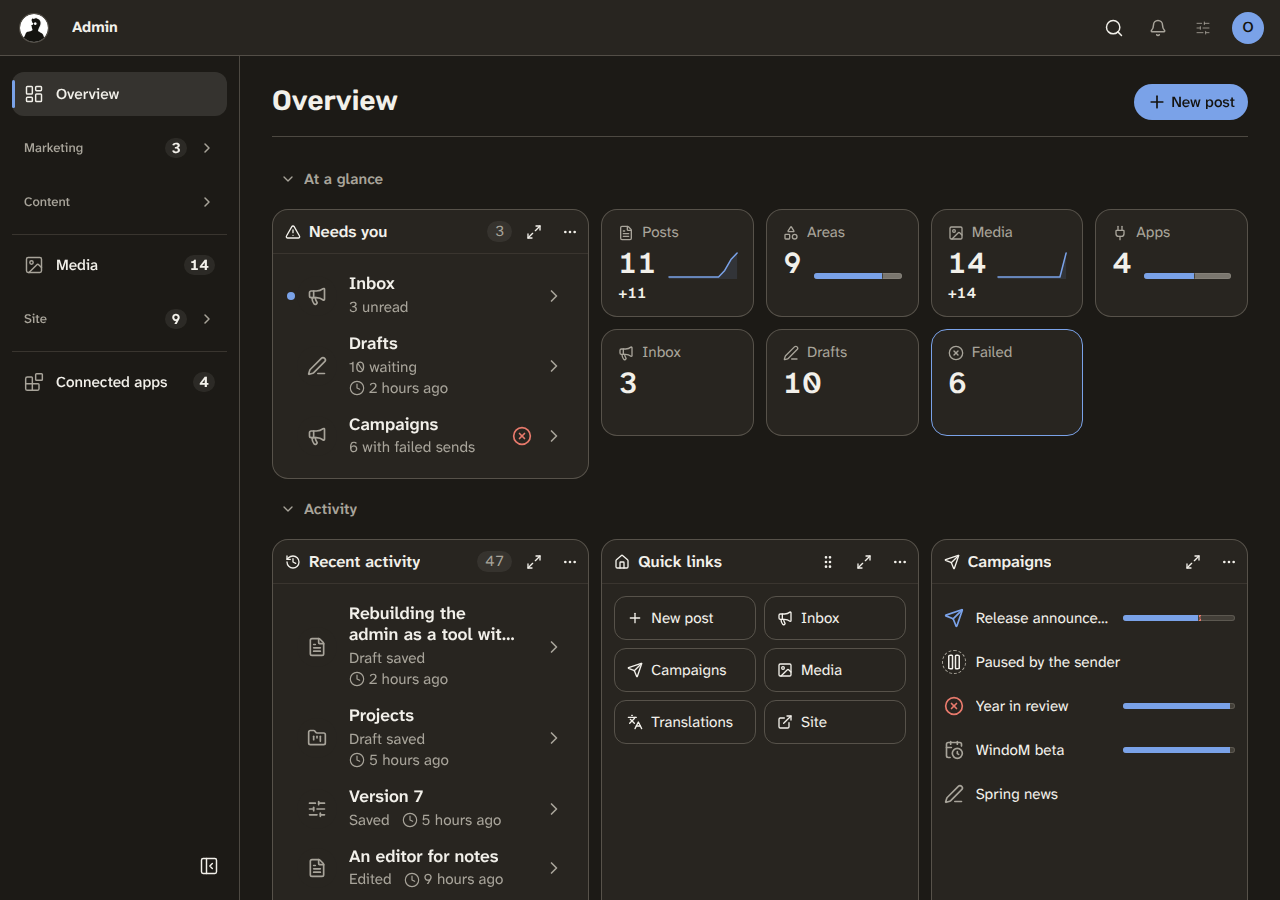 Admin
O
Overview
Marketing
3
Content
Media
14
Site
9
Connected apps
4
Overview
New post
At a glance
Needs you
3
Inbox
3 unread
Drafts
10 waiting
2 hours ago
Campaigns
6 with failed sends
Posts
11
+11
Areas
9
Media
14
+14
Apps
4
Inbox
3
Drafts
10
Failed
6
Activity
Recent activity
47
Rebuilding the
admin as a tool wit...
Draft saved
2 hours ago
Projects
Draft saved
5 hours ago
Version 7
Saved 5 hours ago
An editor for notes
Edited 9 hours ago
Quick links
New post
Inbox
Campaigns
Media
Translations
Site
Campaigns
Release announce...
Paused by the sender
Year in review
WindoM beta
Spring news